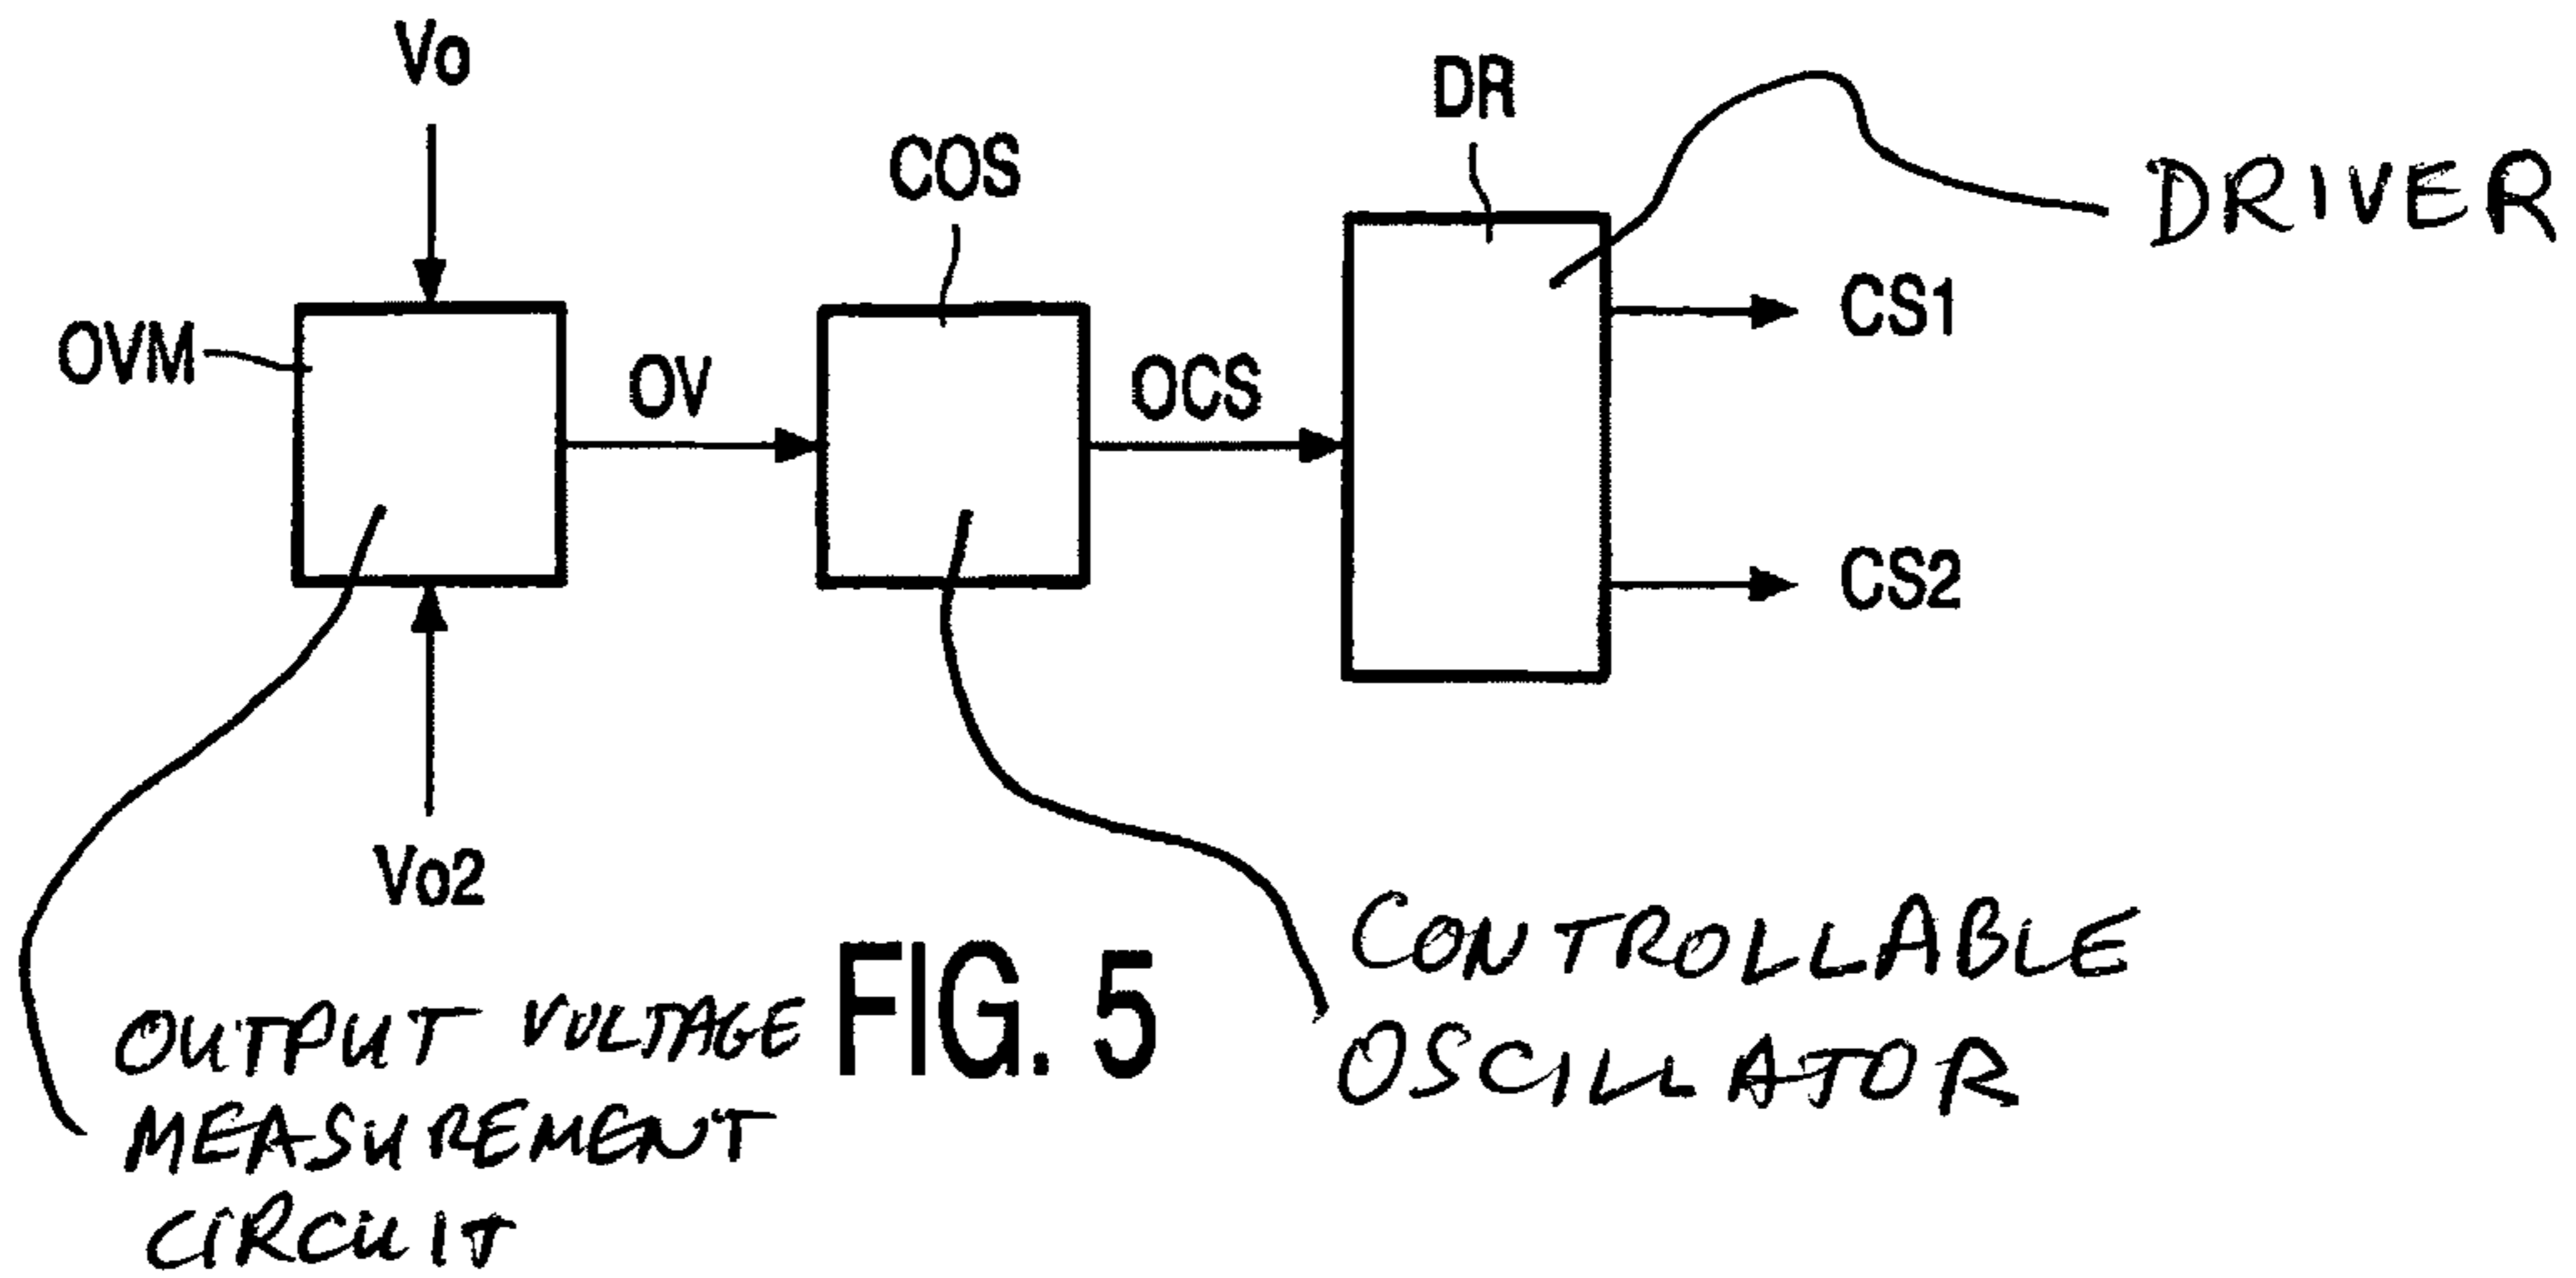 Vo
DR
COS
DRIVER
CS1
OVM
OV
OCS
CS2
Vo2
CONTROLLABLE
OSCILLATOR
FIG. 5
OUTPUT VOLTAGE
MEASUREMENT
CIRCUIT